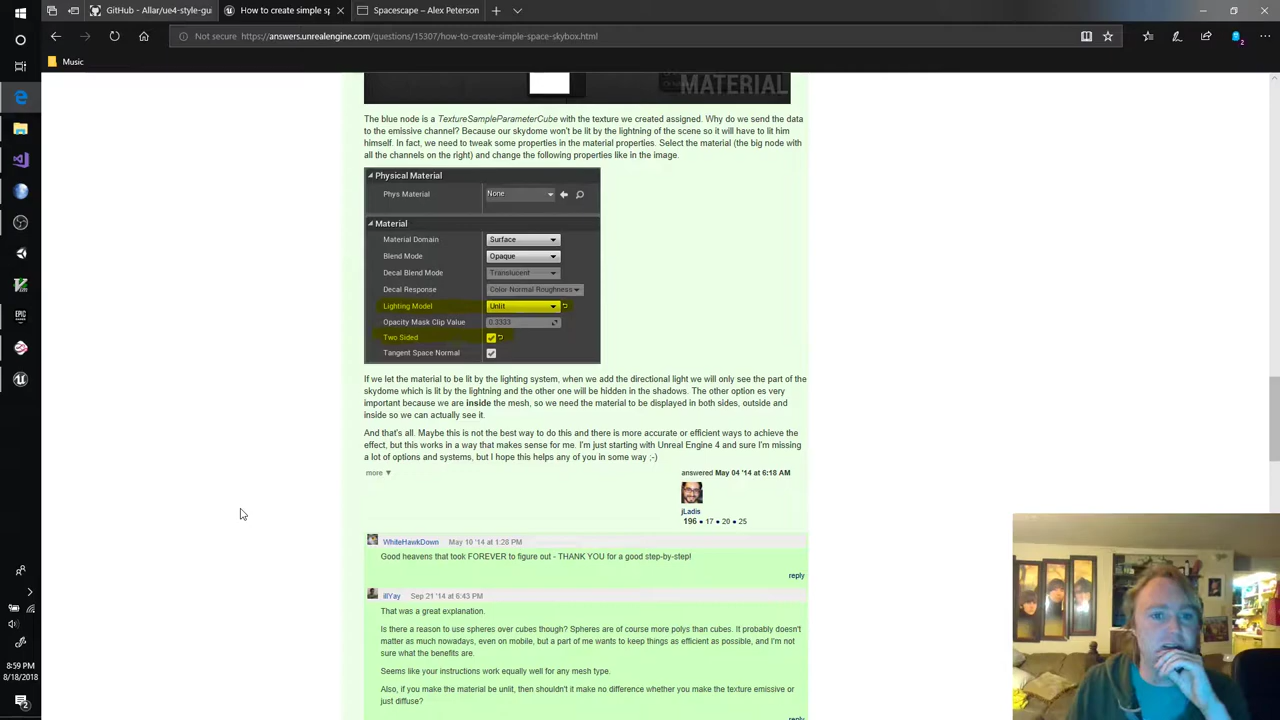 GitHub - Allar/ue4-style-gui
How to create simple sp
Spacescape - Alex Peterson
Not secure
https://answers.unrealengine.com/questions/15307/how-to-create-simple-space-skybox.html
Music
MATERIAL
The blue node is a TextureSampleParameterCube with the texture we created assigned. Why do we send the data
to the emissive channel? Because our skydome won't be lit by the lightning of the scene so it will have to lit him
himself. In fact, we need to tweak some properties in the material properties. Select the material (the big node with
all the channels on the right) and change the following properties like in the image.
Physical Material
Phys Material None
Material
Material Domain Surface
Blend Mode Opaque
Decal Blend Mode Translucent
Decal Response Color Normal Roughness
Lighting Model Unlit
Opacity Mask Clip Value 0.3333
Two Sided
Tangent Space Normal
If we let the material to be lit by the lighting system, when we add the directional light we will only see the part of the
skydome which is lit by the lightning and the other one will be hidden in the shadows. The other option es very
important because we are inside the mesh, so we need the material to be displayed in both sides, outside and
inside so we can actually see it.
And that's all. Maybe this is not the best way to do this and there is more accurate or efficient ways to achieve the
effect, but this works in a way that makes sense for me. I'm just starting with Unreal Engine 4 and sure I'm missing
a lot of options and systems, but I hope this helps any of you in some way ;-)
more ▼
answered May 04 '14 at 6:18 AM
jLadis
196 ● 17 ● 20 ● 25
WhiteHawkDown May 10 '14 at 1:28 PM
Good heavens that took FOREVER to figure out - THANK YOU for a good step-by-step!
reply
illYay Sep 21 '14 at 6:43 PM
That was a great explanation.
Is there a reason to use spheres over cubes though? Spheres are of course more polys than cubes. It probably doesn't
matter as much nowadays, even on mobile, but a part of me wants to keep things as efficient as possible, and I'm not
sure what the benefits are.
Seems like your instructions work equally well for any mesh type.
Also, if you make the material be unlit, then shouldn't it make no difference whether you make the texture emissive or
just diffuse?
reply
EPIC
8:59 PM
8/18/2018
2
2